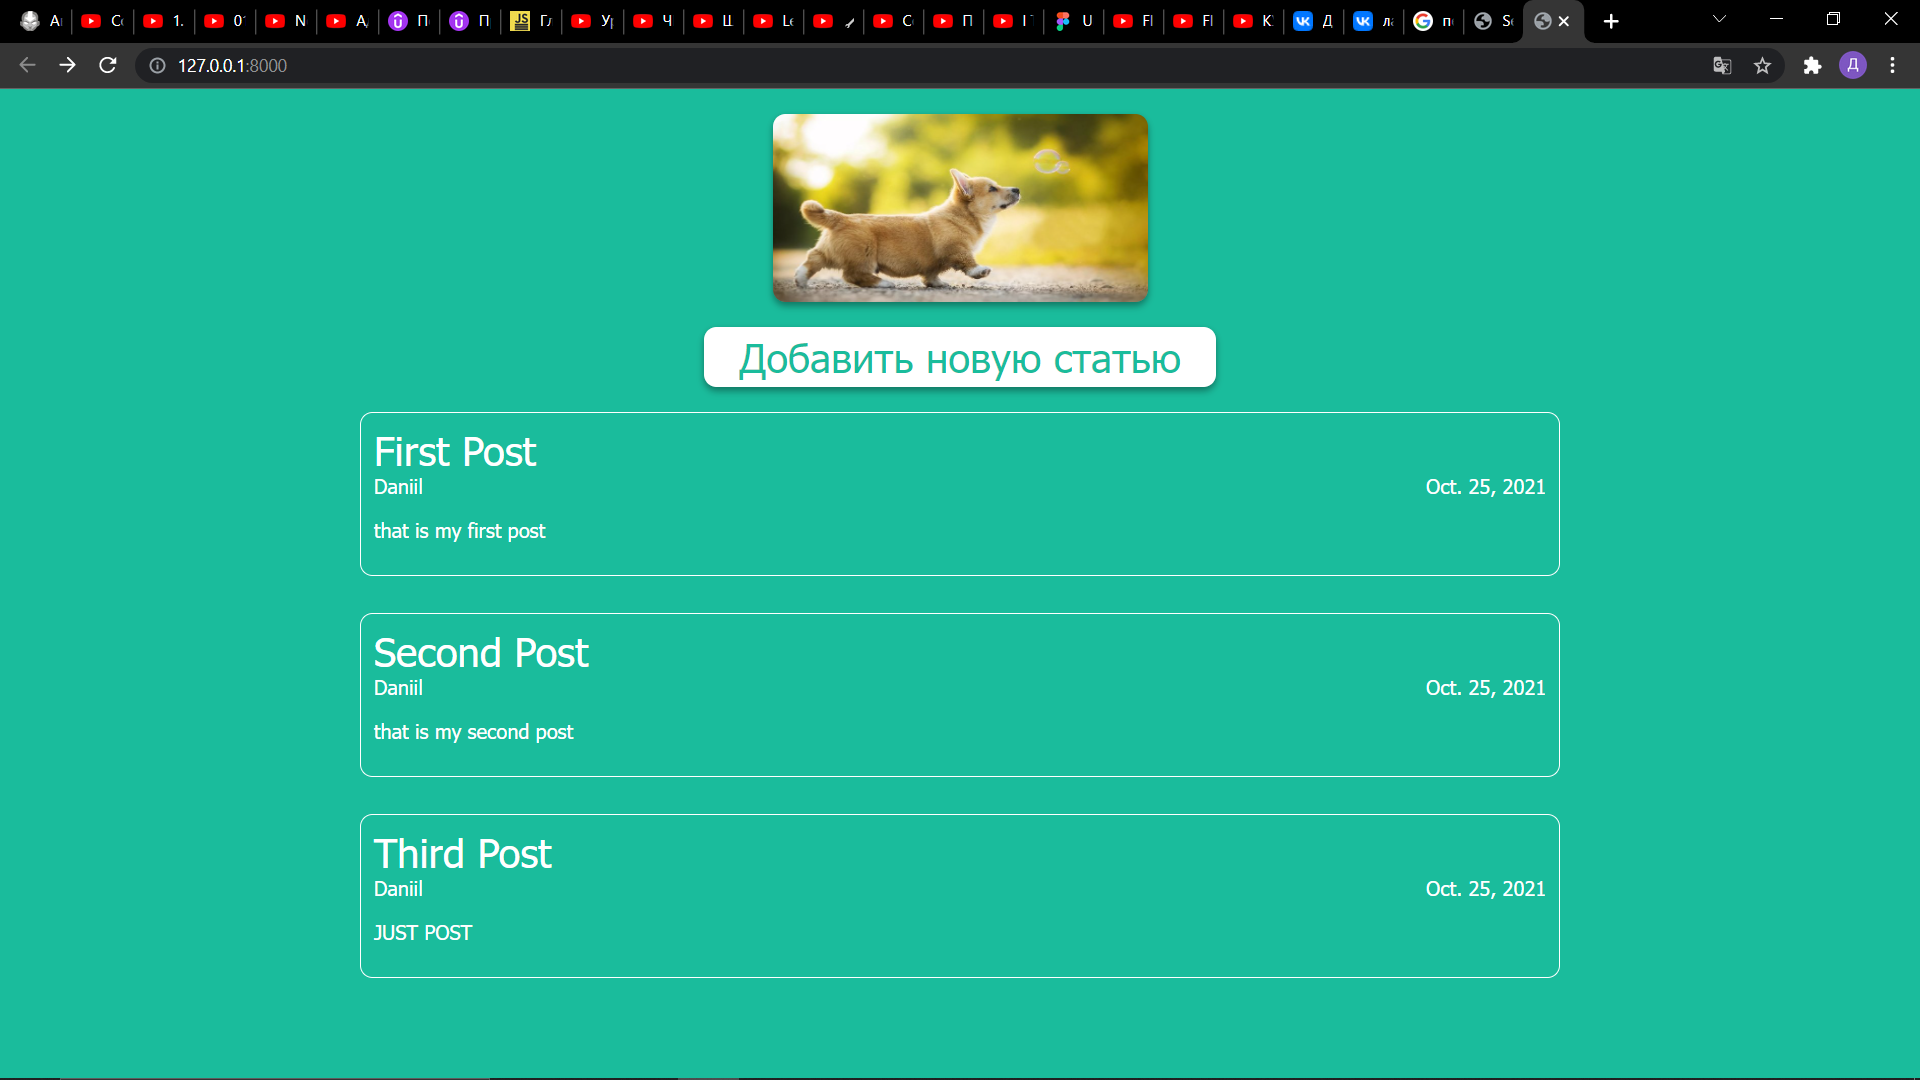 127.0.0.1:8000
Д
Добавить новую статью
First Post
Daniil
Oct. 25, 2021
that is my first post
Second Post
Daniil
Oct. 25, 2021
that is my second post
Third Post
Daniil
Oct. 25, 2021
JUST POST